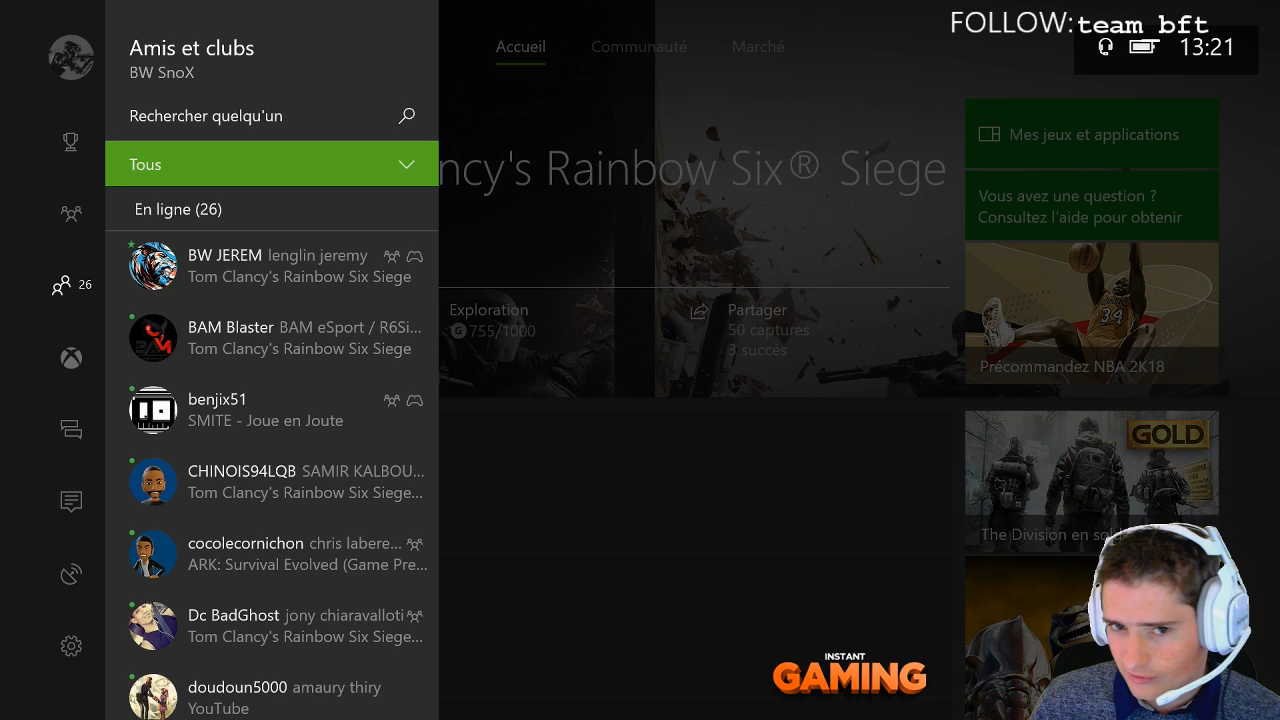 FOLLOW:team bft
13:21
Amis et clubs
BW SnoX
Rechercher quelqu'un
Tous
En ligne (26)
26
BW JEREM lenglin jeremy
Tom Clancy's Rainbow Six Siege
BAM Blaster BAM eSport / R6Si...
Tom Clancy's Rainbow Six Siege
benjix51
SMITE - Joue en Joute
CHINOIS94LQB SAMIR KALBOU...
Tom Clancy's Rainbow Six Siege...
cocolecornichon chris labere...
ARK: Survival Evolved (Game Pre...
Dc BadGhost jony chiaravalloti
Tom Clancy's Rainbow Six Siege...
doudoun5000 amaury thiry
YouTube
Accueil Communauté Marché
ncy's Rainbow Six® Siege
Exploration
G 755/1000
Partager
50 captures
3 succès
Mes jeux et applications
Vous avez une question ?
Consultez l'aide pour obtenir
34
Précommandez NBA 2K18
GOLD
The Division en
INSTANT
GAMING